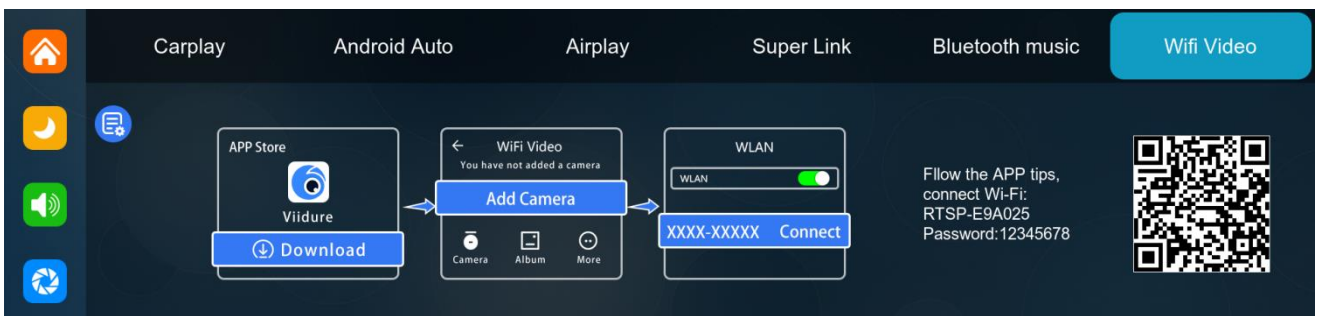 Carplay
Android Auto
Airplay
Super Link
Bluetooth music
Wifi Video
APP Store
Viidure
Download
WiFi Video
You have not added a camera
Add Camera
Camera
Album
More
WLAN
WLAN
XXXX-XXXXX Connect
Fllow the APP tips,
connect Wi-Fi:
RTSP-E9A025
Password:12345678